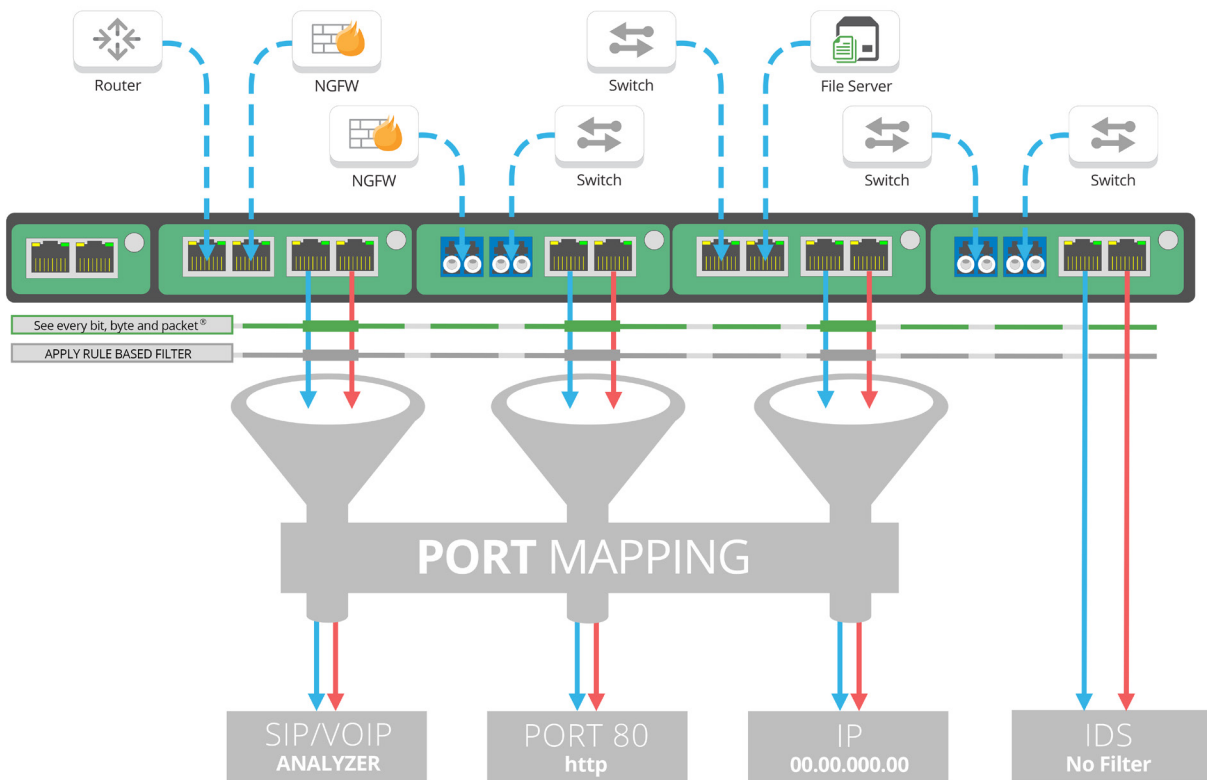 Router
NGFW
Switch
File Server
NGFW
Switch
Switch
Switch
See every bit, byte and packet®
APPLY RULE BASED FILTER
PORT MAPPING
SIP/VOIP
ANALYZER
PORT 80
http
IP
00.00.000.00
IDS
No Filter